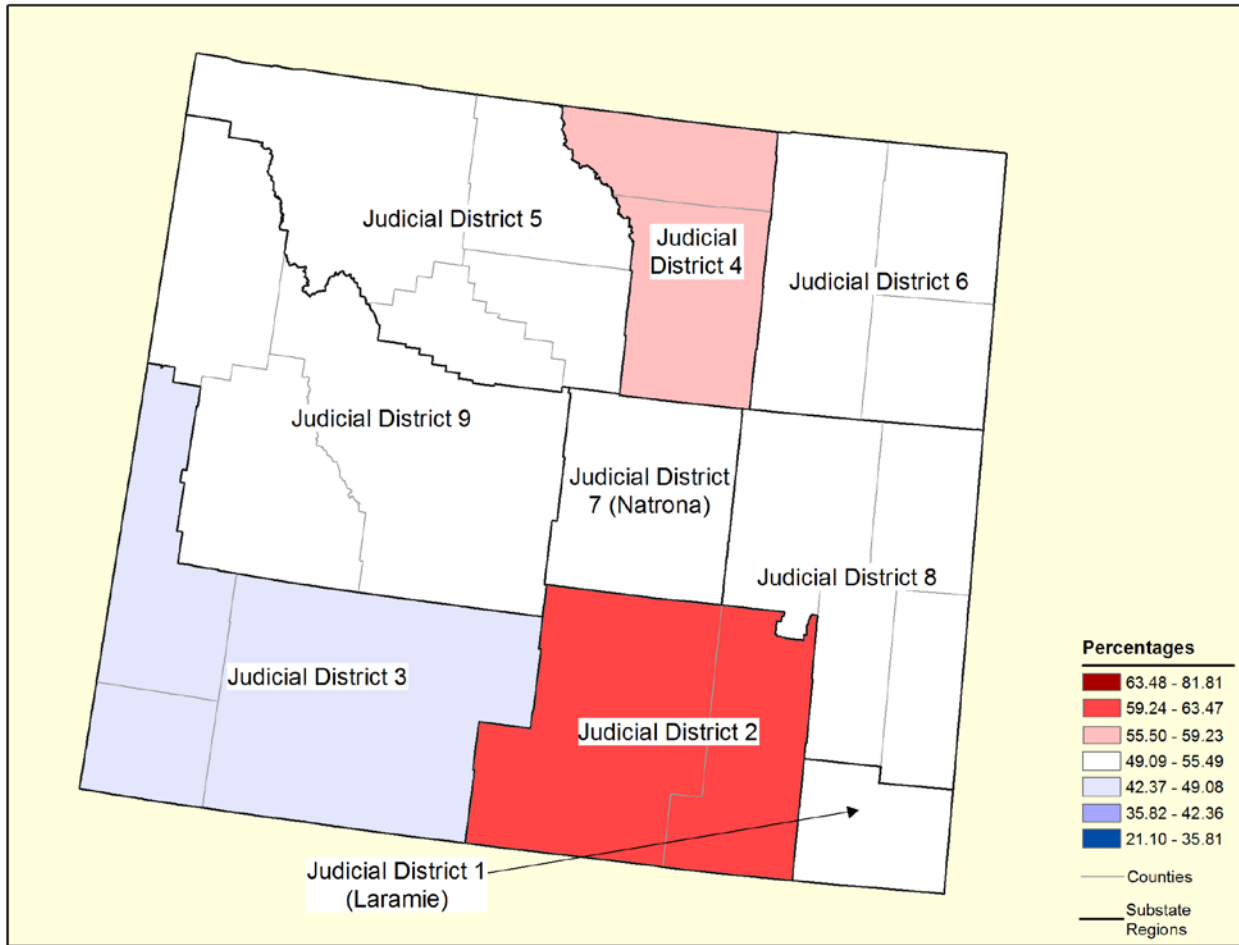 Judicial District 5
Judicial
District 4
Judicial District 6
Judicial District 9
Judicial District
7 (Natrona)
Judicial District 8
Judicial District 3
Judicial District 2
Judicial District 1
(Laramie)
Percentages
63.48 - 81.81
59.24 - 63.47
55.50 - 59.23
49.09 - 55.49
42.37 - 49.08
35.82 - 42.36
21.10 - 35.81
Counties
Substate
Regions